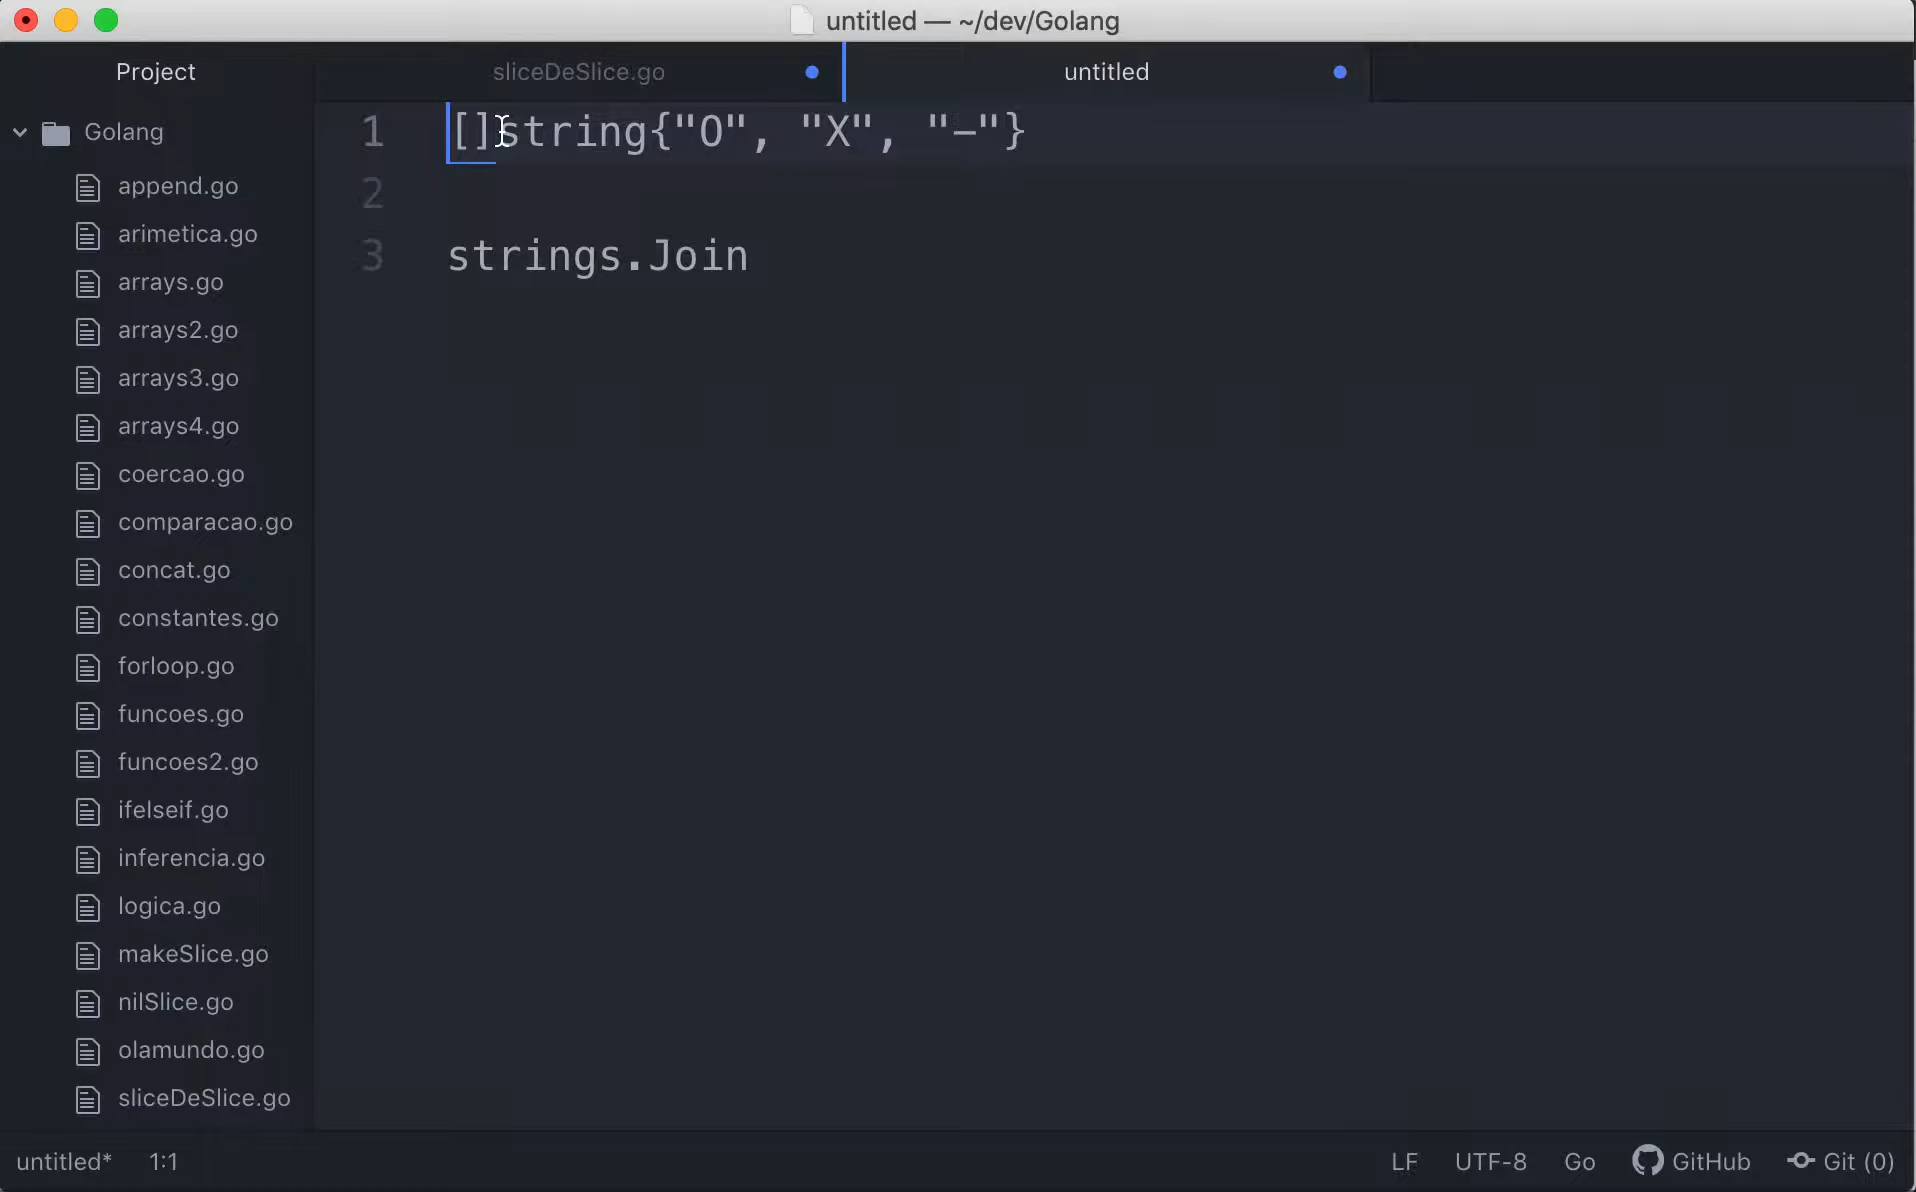 untitled — ~/dev/Golang
Project
sliceDeSlice.go
untitled
Golang
append.go
arimetica.go
arrays.go
arrays2.go
arrays3.go
arrays4.go
coercao.go
comparacao.go
concat.go
constantes.go
forloop.go
funcoes.go
funcoes2.go
ifelseif.go
inferencia.go
logica.go
makeSlice.go
nilSlice.go
olamundo.go
sliceDeSlice.go
1 []string{"O", "X", "-"}
2
3 strings.Join
untitled* 1:1 LF UTF-8 Go GitHub Git (0)